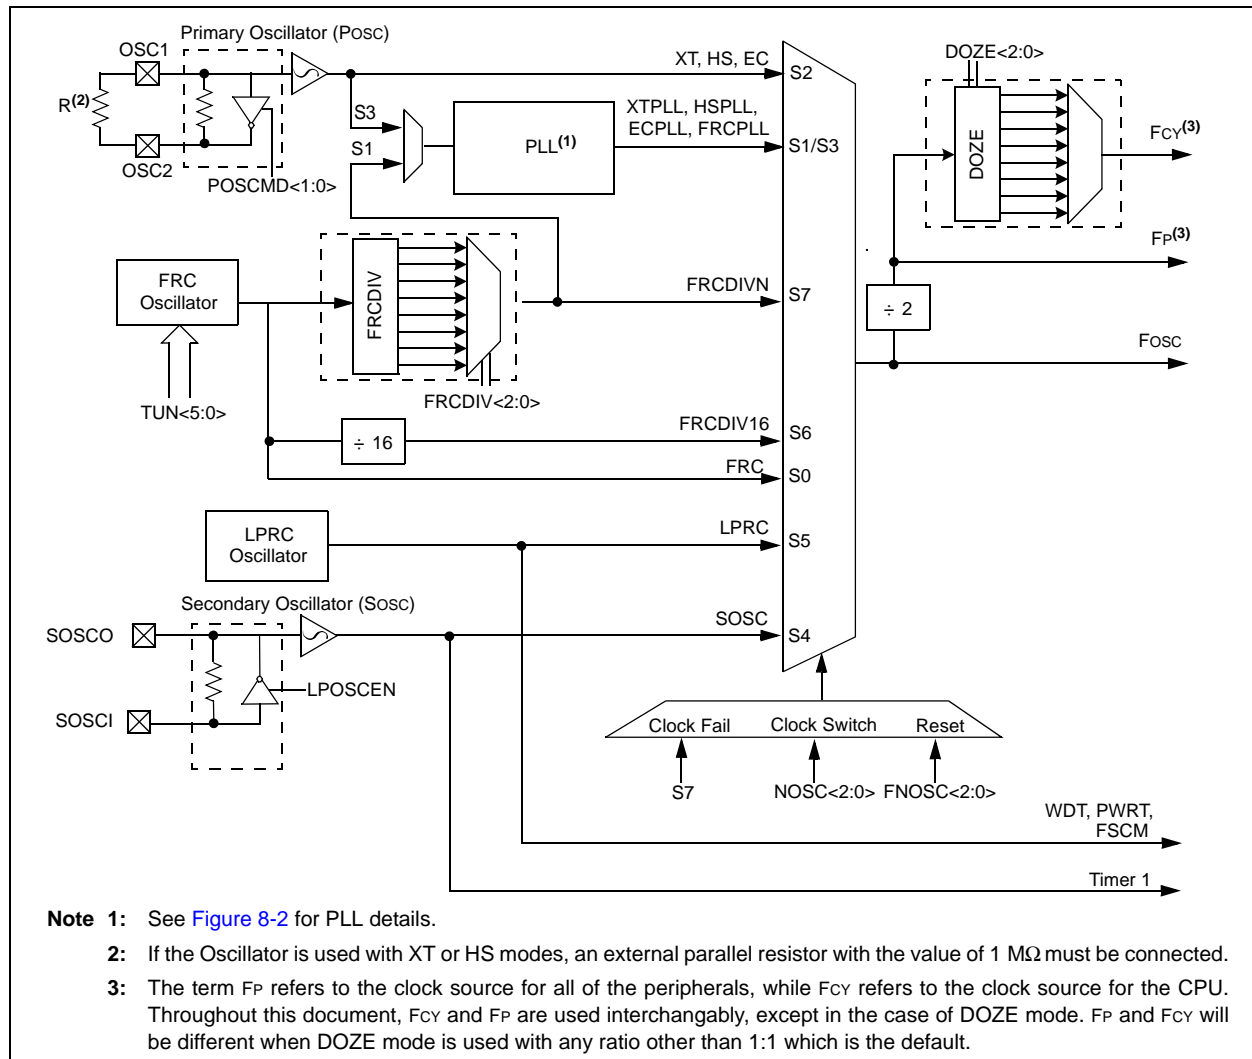 Primary Oscillator (POSC)
OSC1
R(2)
OSC2
POSCMD<1:0>
S3
S1
PLL(1)
XT, HS, EC
XTPLL, HSPLL,
ECPLL, FRCPLL
S2
S1/S3
DOZE<2:0>
DOZE
FCY(3)
FP(3)
÷ 2
FOSC
FRC
Oscillator
TUN<5:0>
FRCDIV
FRCDIV<2:0>
FRCDIVN
S7
÷ 16
FRCDIV16
S6
FRC
S0
LPRC
Oscillator
LPRC
S5
Secondary Oscillator (SOSC)
SOSCO
SOSCI
LPOSCEN
SOSC
S4
Clock Fail Clock Switch Reset
S7 NOSC<2:0> FNOSC<2:0>
WDT, PWRT,
FSCM
Timer 1
Note 1: See Figure 8-2 for PLL details.
2: If the Oscillator is used with XT or HS modes, an external parallel resistor with the value of 1 MΩ must be connected.
3: The term FP refers to the clock source for all of the peripherals, while FCY refers to the clock source for the CPU.
Throughout this document, FCY and FP are used interchangably, except in the case of DOZE mode. FP and FCY will
be different when DOZE mode is used with any ratio other than 1:1 which is the default.